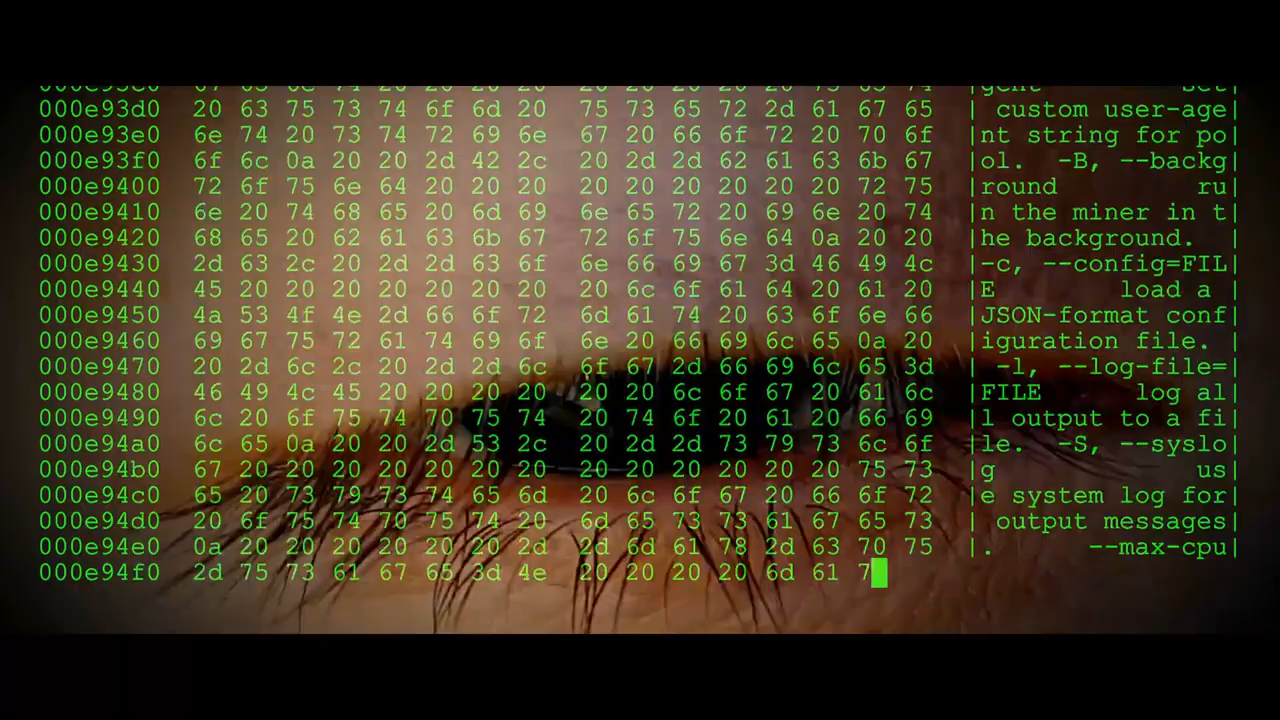 000e93d0 20 63 75 73 74 6f 6d 20 75 73 65 72 2d 61 67 65 | custom user-age|
000e93e0 6e 74 20 73 74 72 69 6e 67 20 66 6f 72 20 70 6f |nt string for po|
000e93f0 6f 6c 0a 20 20 2d 42 2c 20 2d 2d 62 61 63 6b 67 |ol. -B, --backg|
000e9400 72 6f 75 6e 64 20 20 20 20 20 20 20 20 20 72 75 |round ru|
000e9410 6e 20 74 68 65 20 6d 69 6e 65 72 20 69 6e 20 74 |n the miner in t|
000e9420 68 65 20 62 61 63 6b 67 72 6f 75 6e 64 0a 20 20 |he background. |
000e9430 2d 63 2c 20 2d 2d 63 6f 6e 66 69 67 3d 46 49 4c |-c, --config=FIL|
000e9440 45 20 20 20 20 20 20 20 20 20 6c 6f 61 64 20 61 20 |E load a |
000e9450 4a 53 4f 4e 2d 66 6f 72 6d 61 74 20 63 6f 6e 66 |JSON-format conf|
000e9460 69 67 75 72 61 74 69 6f 6e 20 66 69 6c 65 0a 20 |iguration file. |
000e9470 20 2d 6c 2c 20 2d 2d 6c 6f 67 2d 66 69 6c 65 3d | -l, --log-file=|
000e9480 46 49 4c 45 20 20 20 20 20 20 6c 6f 67 20 61 6c |FILE log al|
000e9490 6c 20 6f 75 74 70 75 74 20 74 6f 20 61 20 66 69 |l output to a fi|
000e94a0 6c 65 0a 20 20 2d 53 2c 20 2d 2d 73 79 73 6c 6f |le. -S, --syslo|
000e94b0 67 20 20 20 20 20 20 20 20 20 20 20 20 20 75 73 |g us|
000e94c0 65 20 73 79 73 74 65 6d 20 6c 6f 67 20 66 6f 72 |e system log for|
000e94d0 20 6f 75 74 70 75 74 20 6d 65 73 73 61 67 65 73 | output messages|
000e94e0 0a 20 20 20 20 20 20 2d 2d 6d 61 78 2d 63 70 75 |. --max-cpu|
000e94f0 2d 75 73 61 67 65 3d 4e 20 20 20 20 6d 61 7